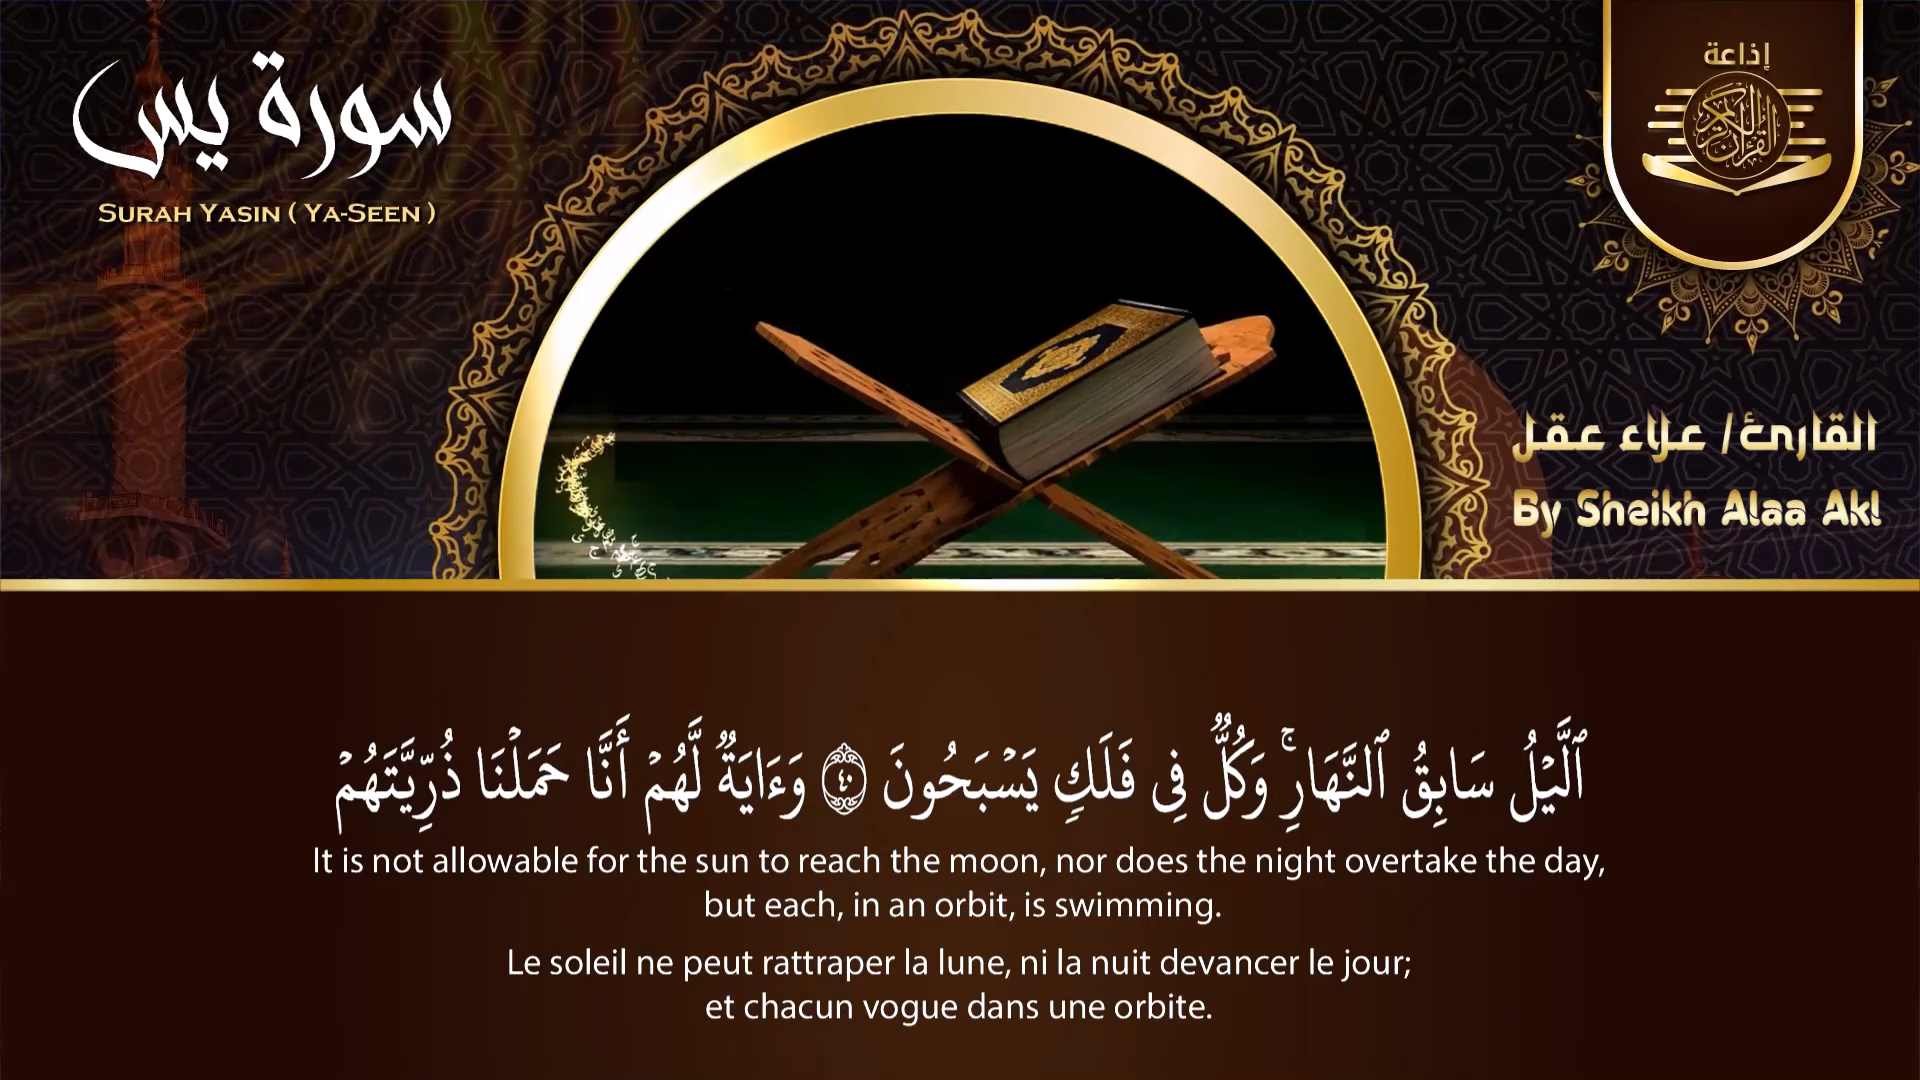 سورة يس
SURAH YASIN ( YA-SEEN )
إذاعة
القرآن الكريم
القارئ/ علاء عقل
By Sheikh Alaa Akl
ٱلَّيۡلُ سَابِقُ ٱلنَّهَارِۚ وَكُلّٞ فِي فَلَكٖ يَسۡبَحُونَ ٤٠ وَءَايَةٞ لَّهُمۡ أَنَّا حَمَلۡنَا ذُرِّيَّتَهُمۡ
It is not allowable for the sun to reach the moon, nor does the night overtake the day,
but each, in an orbit, is swimming.
Le soleil ne peut rattraper la lune, ni la nuit devancer le jour;
et chacun vogue dans une orbite.